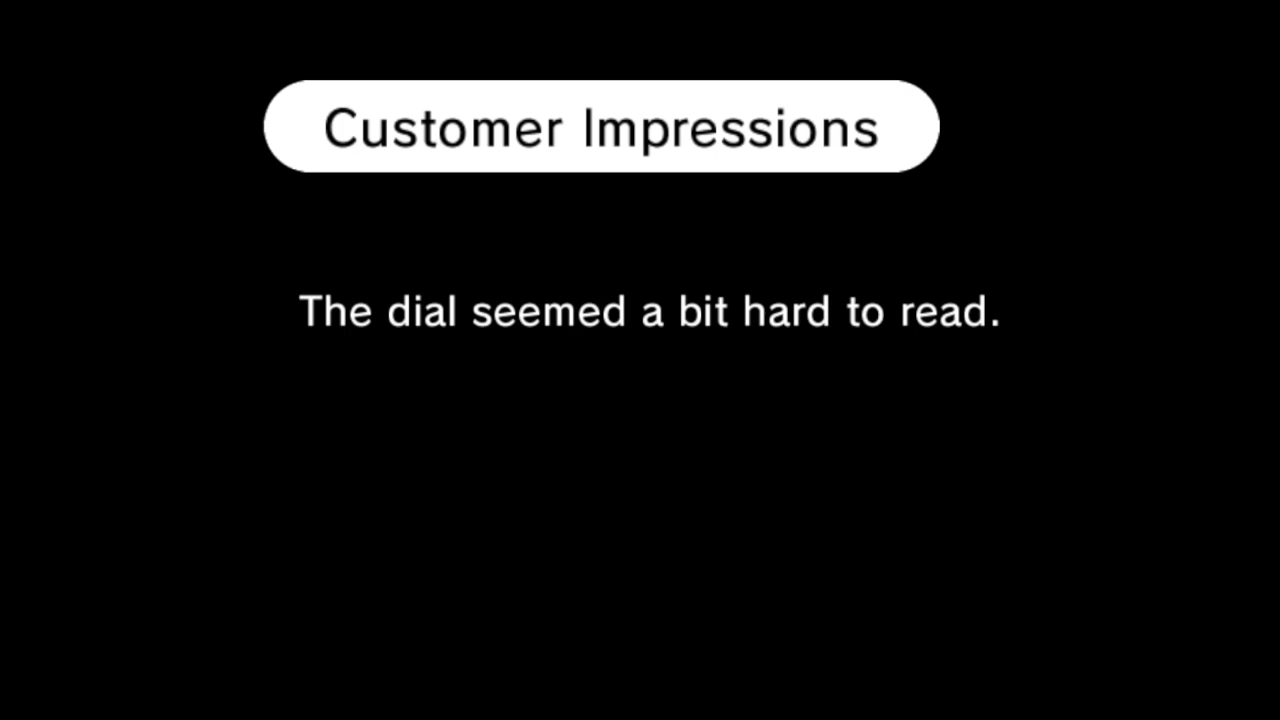 Customer Impressions
The dial seemed a bit hard to read.